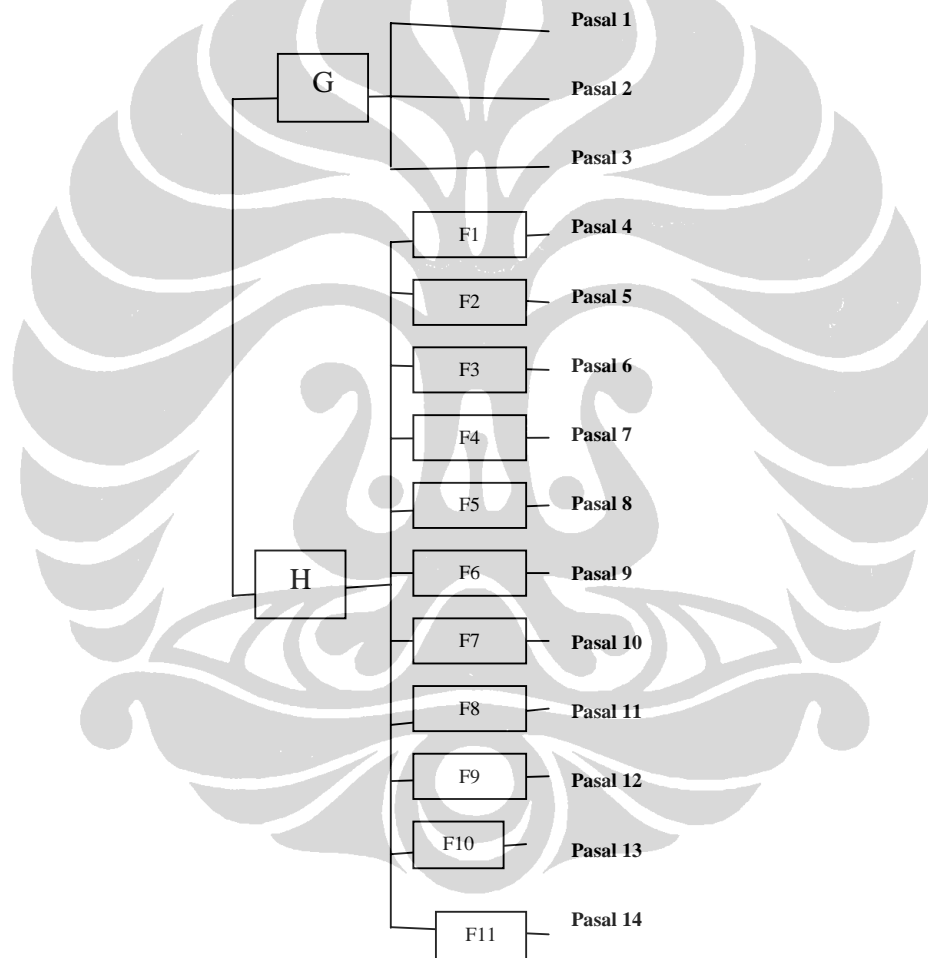 Pasal 1
G
Pasal 2
Pasal 3
F1
Pasal 4
F2
Pasal 5
F3
Pasal 6
F4
Pasal 7
F5
Pasal 8
H
F6
Pasal 9
F7
Pasal 10
F8
Pasal 11
F9
Pasal 12
F10
Pasal 13
F11
Pasal 14